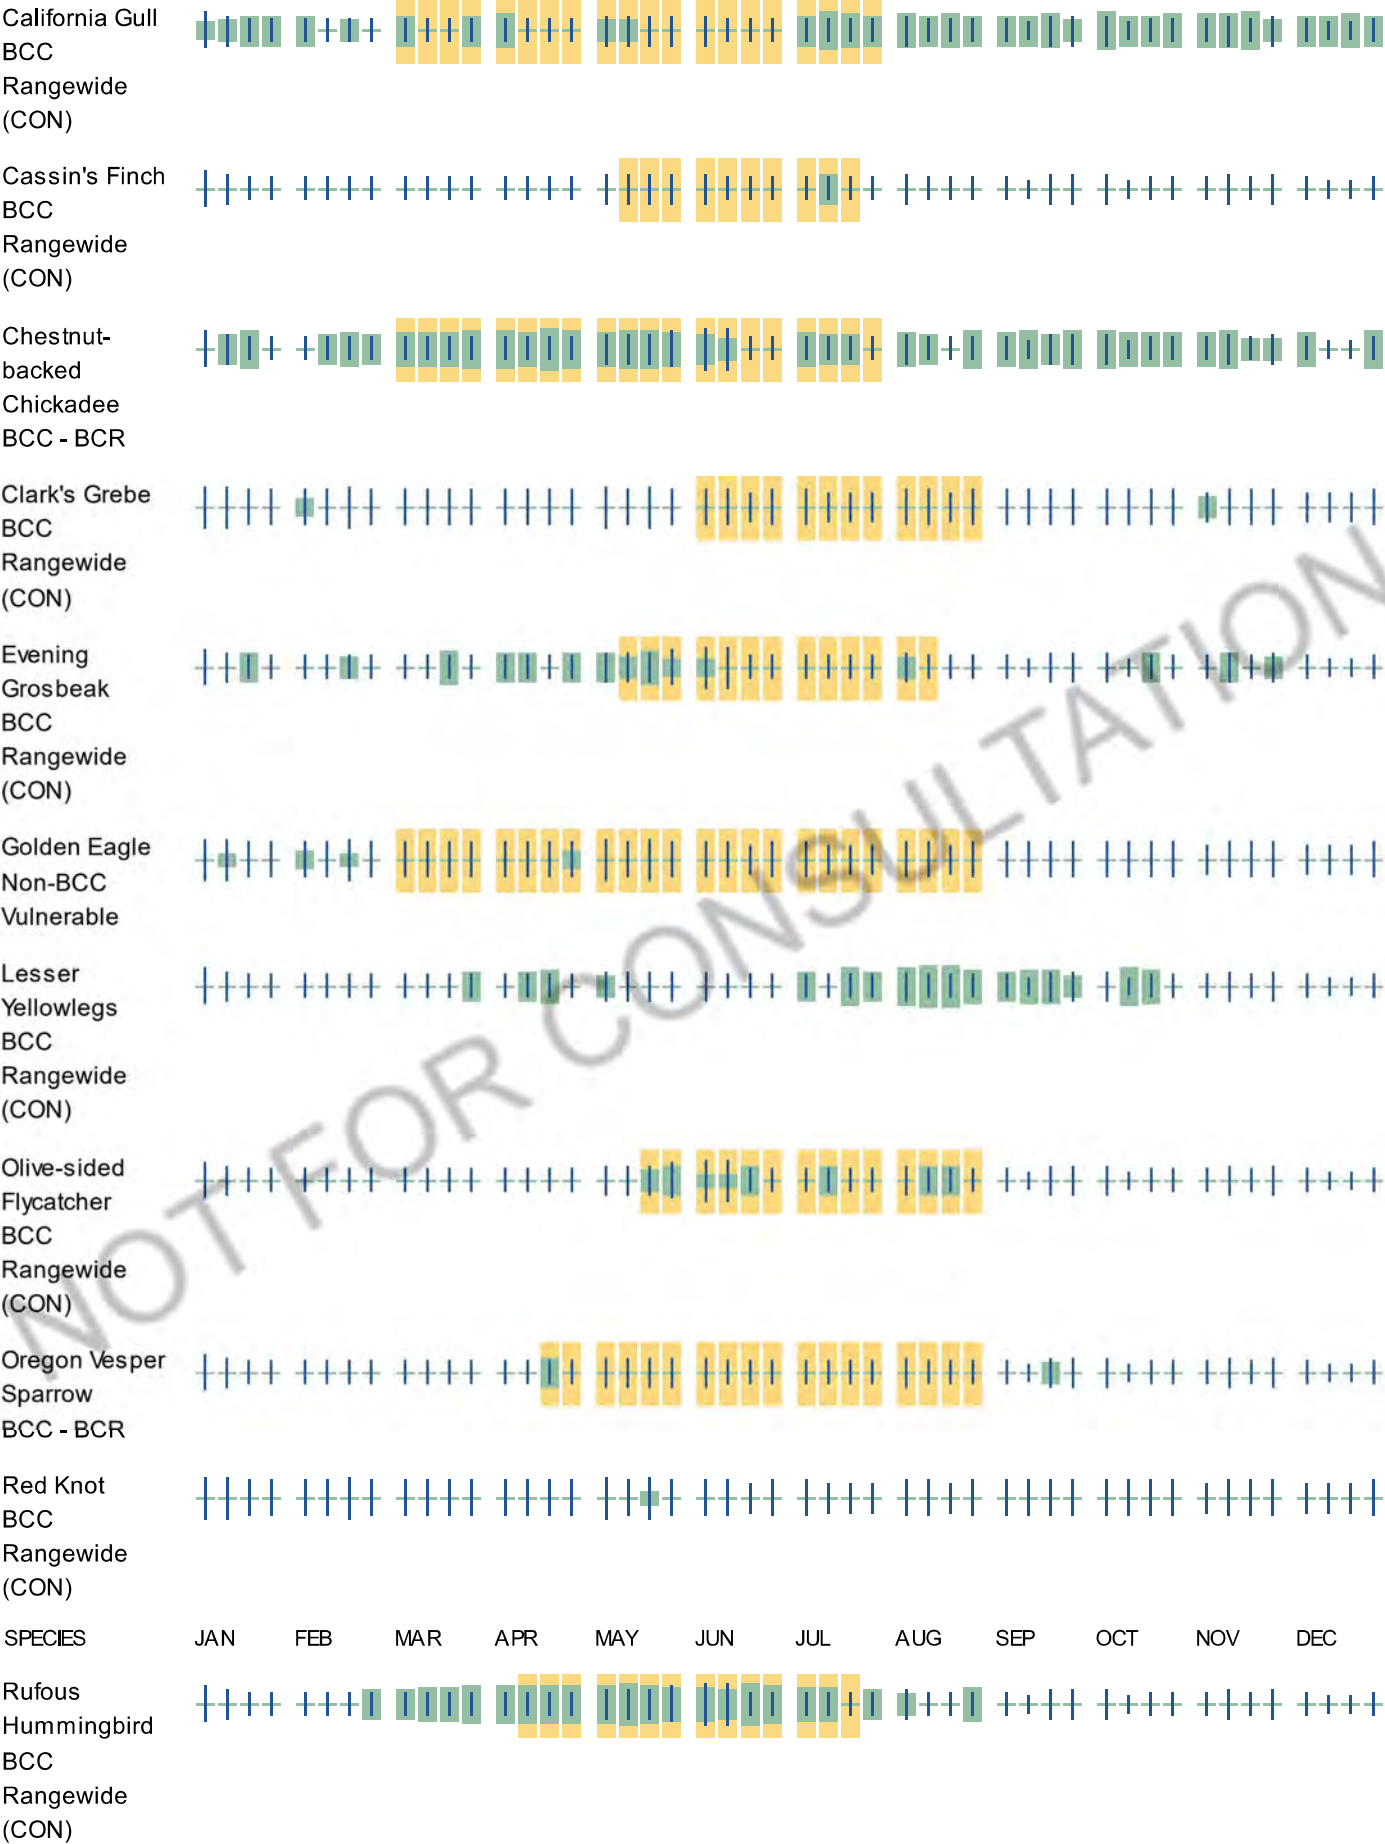 California Gull
BCC
Rangewide
(CON)
Cassin's Finch
BCC
Rangewide
(CON)
Chestnut-
backed
Chickadee
BCC - BCR
Clark's Grebe
BCC
Rangewide
(CON)
Evening
Grosbeak
BCC
Rangewide
(CON)
Golden Eagle
Non-BCC
Vulnerable
Lesser
Yellowlegs
BCC
Rangewide
(CON)
Olive-sided
Flycatcher
BCC
Rangewide
(CON)
Oregon Vesper
Sparrow
BCC - BCR
Red Knot
BCC
Rangewide
(CON)
SPECIES JAN FEB MAR APR MAY JUN JUL AUG SEP OCT NOV DEC
Rufous
Hummingbird
BCC
Rangewide
(CON)
NOT FOR CONSULTATION